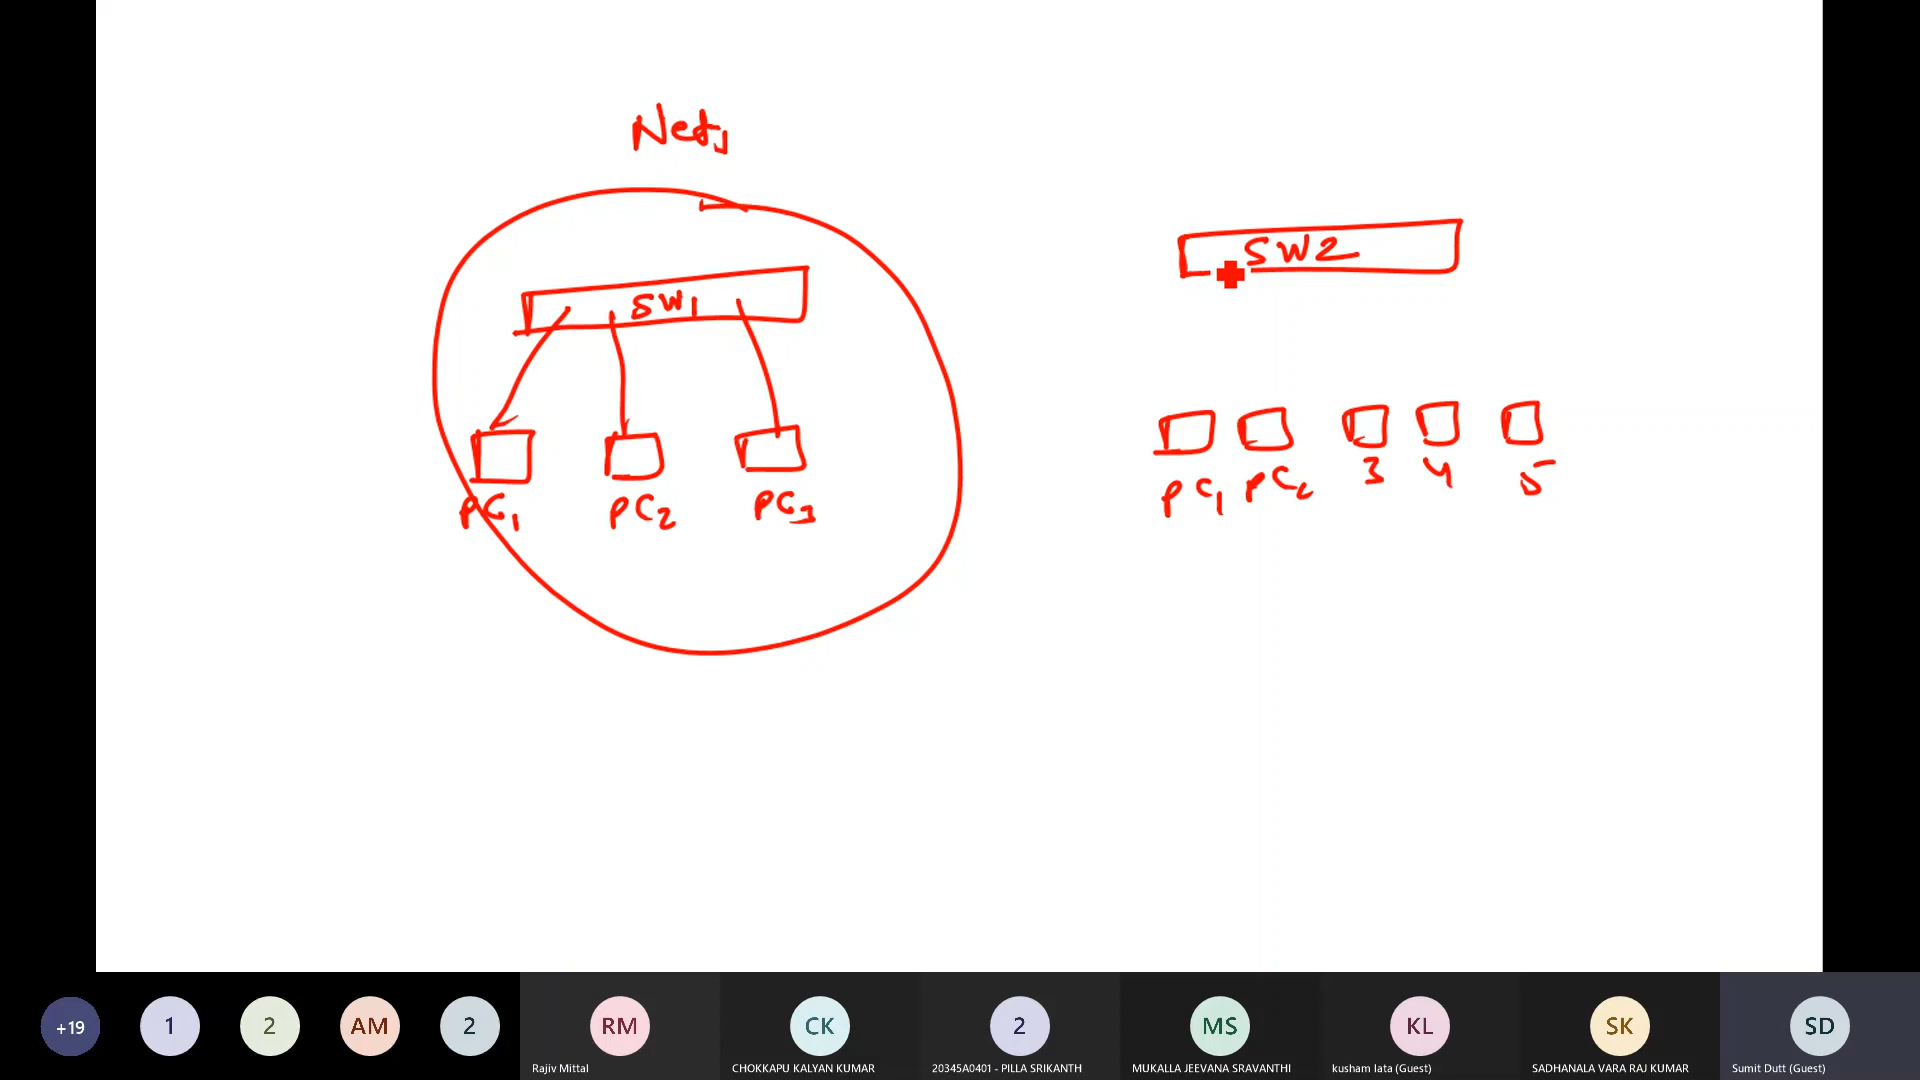 Net1
SW1
SW2
PC1 PC2 PC3
PC1 PC2 3 4 5
+19 1 2 AM 2 RM CK 2 MS KL SK SD
Rajiv Mittal CHOKKAPU KALYAN KUMAR 20345A0401 - PILLA SRIKANTH MUKALLA JEEVANA SRAVANTHI kusham lata (Guest) SADHANALA VARA RAJ KUMAR Sumit Dutt (Guest)